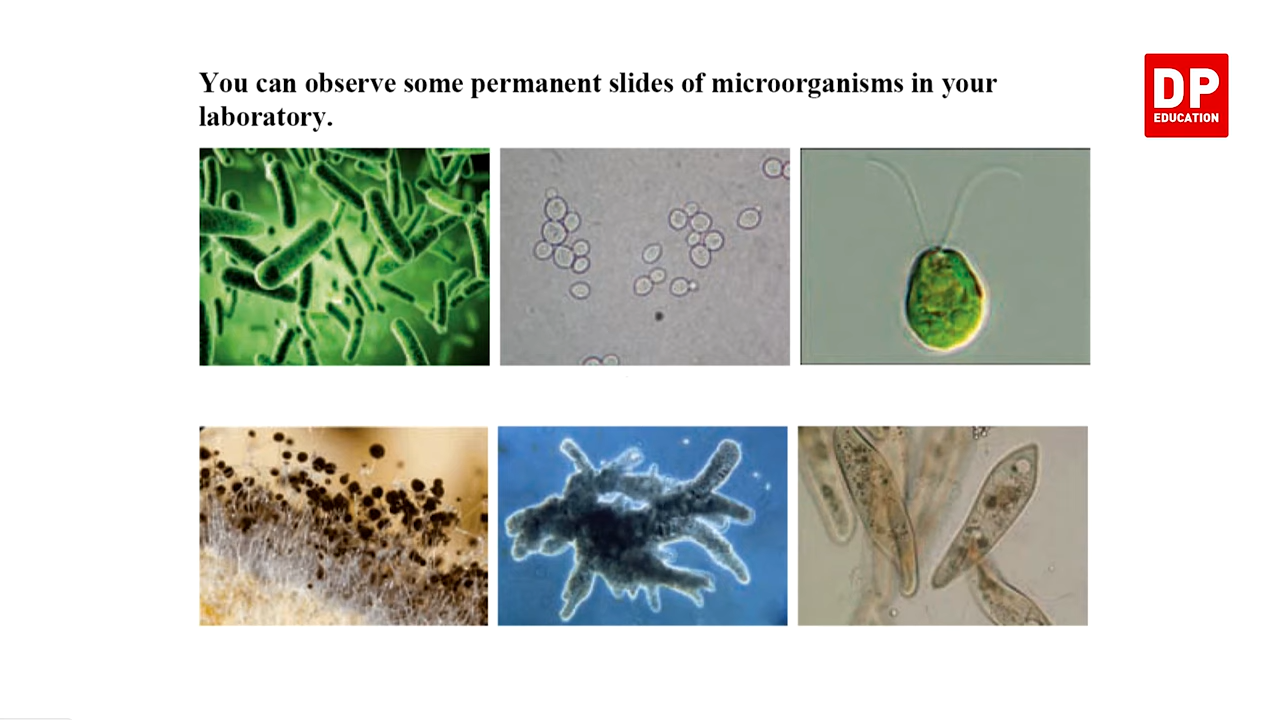 You can observe some permanent slides of microorganisms in your
laboratory.
DP
EDUCATION